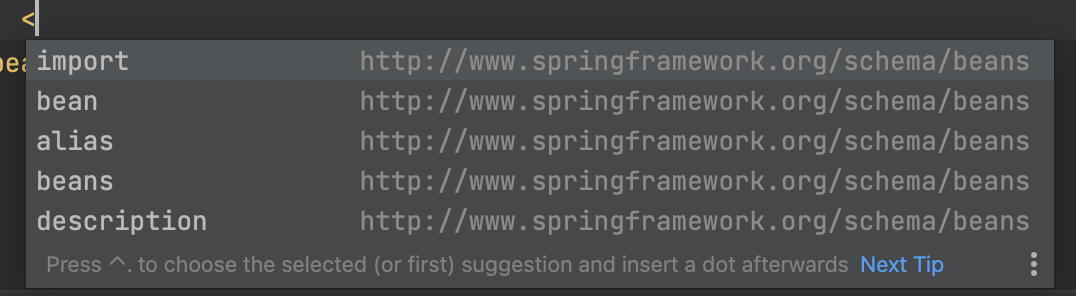 <
bea
import http://www.springframework.org/schema/beans
bean http://www.springframework.org/schema/beans
alias http://www.springframework.org/schema/beans
beans http://www.springframework.org/schema/beans
description http://www.springframework.org/schema/beans
Press ^. to choose the selected (or first) suggestion and insert a dot afterwards Next Tip